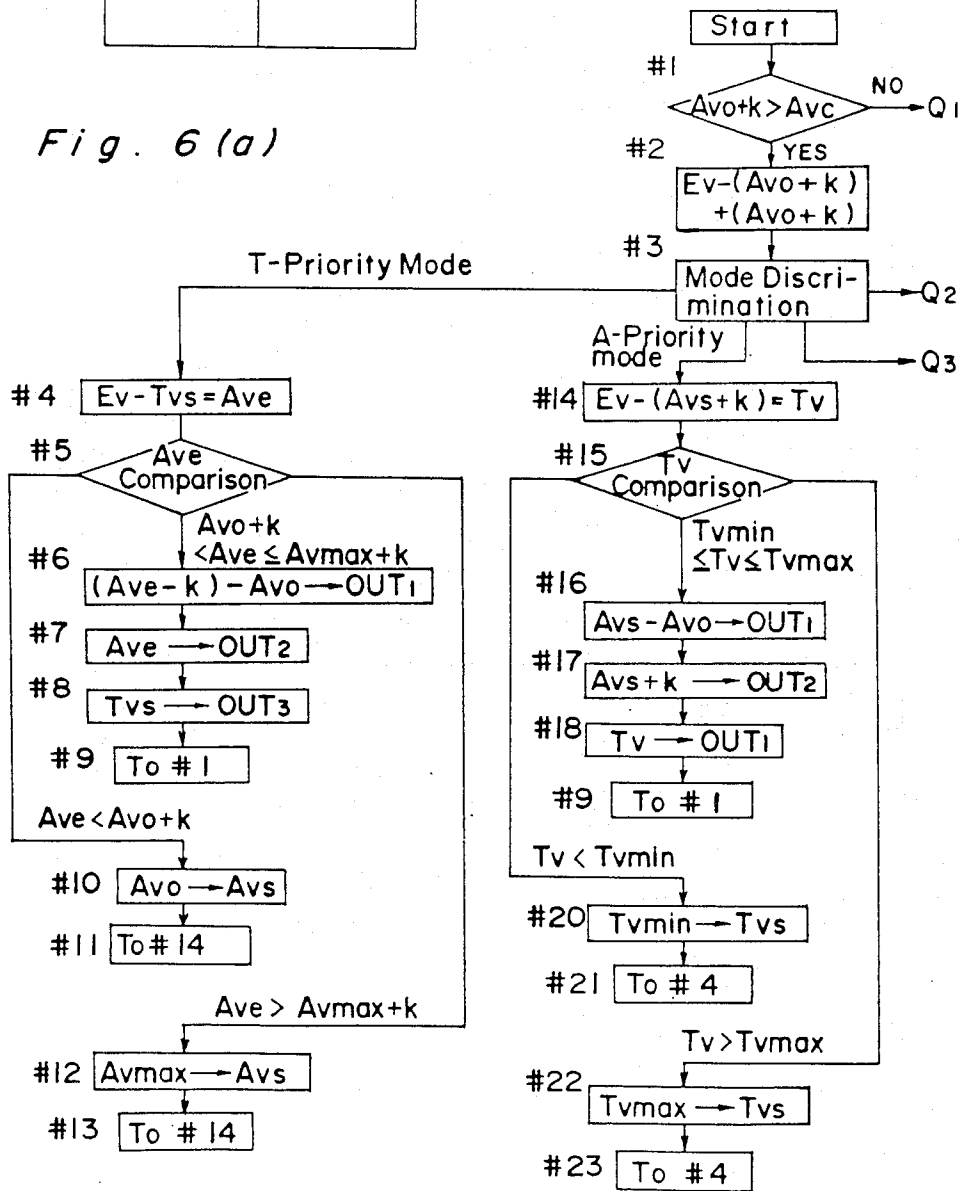 Start
#1
Avo+k>Avc
NO
Q1
Fig. 6(a)
#2
YES
Ev-(Avo+k)
+(Avo+k)
#3
T-Priority Mode
Mode Discri-
mination
Q2
A-Priority
mode
Q3
#4
Ev-Tvs=Ave
#5
Ave
Comparison
Avo+k
<Ave≤Avmax+k
#6
(Ave-k)-Avo→OUT1
#7
Ave→OUT2
#8
Tvs→OUT3
#9
To #1
Ave<Avo+k
#10
Avo→Avs
#11
To #14
Ave>Avmax+k
#12
Avmax→Avs
#13
To #14
#14
Ev-(Avs+k)=Tv
#15
Tv
Comparison
Tvmin
≤Tv≤Tvmax
#16
Avs-Avo→OUT1
#17
Avs+k→OUT2
#18
Tv→OUT1
#9
To #1
Tv<Tvmin
#20
Tvmin→Tvs
#21
To #4
Tv>Tvmax
#22
Tvmax→Tvs
#23
To #4